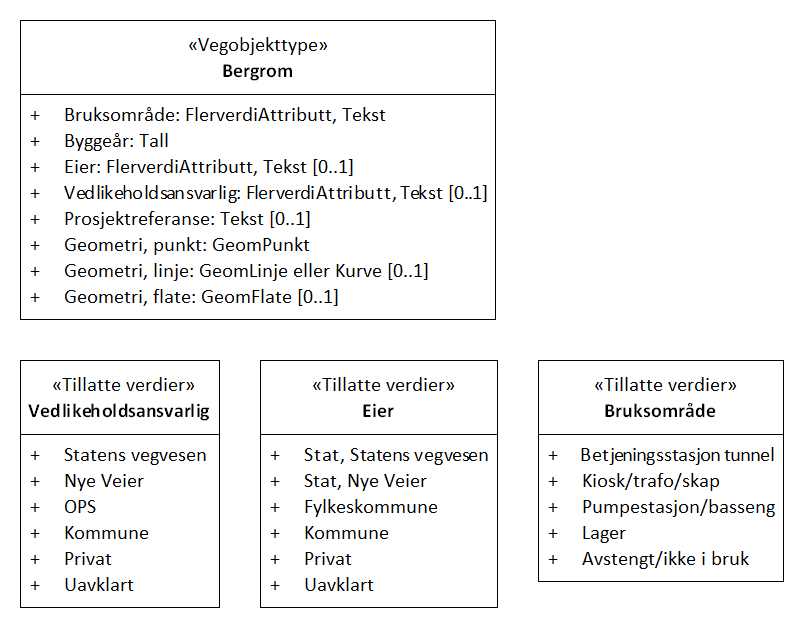 «Vegobjekttype»
Bergrom
+ Bruksområde: FlerverdiAttributt, Tekst
+ Byggeår: Tall
+ Eier: FlerverdiAttributt, Tekst [0..1]
+ Vedlikeholdsansvarlig: FlerverdiAttributt, Tekst [0..1]
+ Prosjektreferanse: Tekst [0..1]
+ Geometri, punkt: GeomPunkt
+ Geometri, linje: GeomLinje eller Kurve [0..1]
+ Geometri, flate: GeomFlate [0..1]
«Tillatte verdier»
Vedlikeholdsansvarlig
+ Statens vegvesen
+ Nye Veier
+ OPS
+ Kommune
+ Privat
+ Uavklart
«Tillatte verdier»
Eier
+ Stat, Statens vegvesen
+ Stat, Nye Veier
+ Fylkeskommune
+ Kommune
+ Privat
+ Uavklart
«Tillatte verdier»
Bruksområde
+ Betjeningsstasjon tunnel
+ Kiosk/trafo/skap
+ Pumpestasjon/basseng
+ Lager
+ Avstengt/ikke i bruk